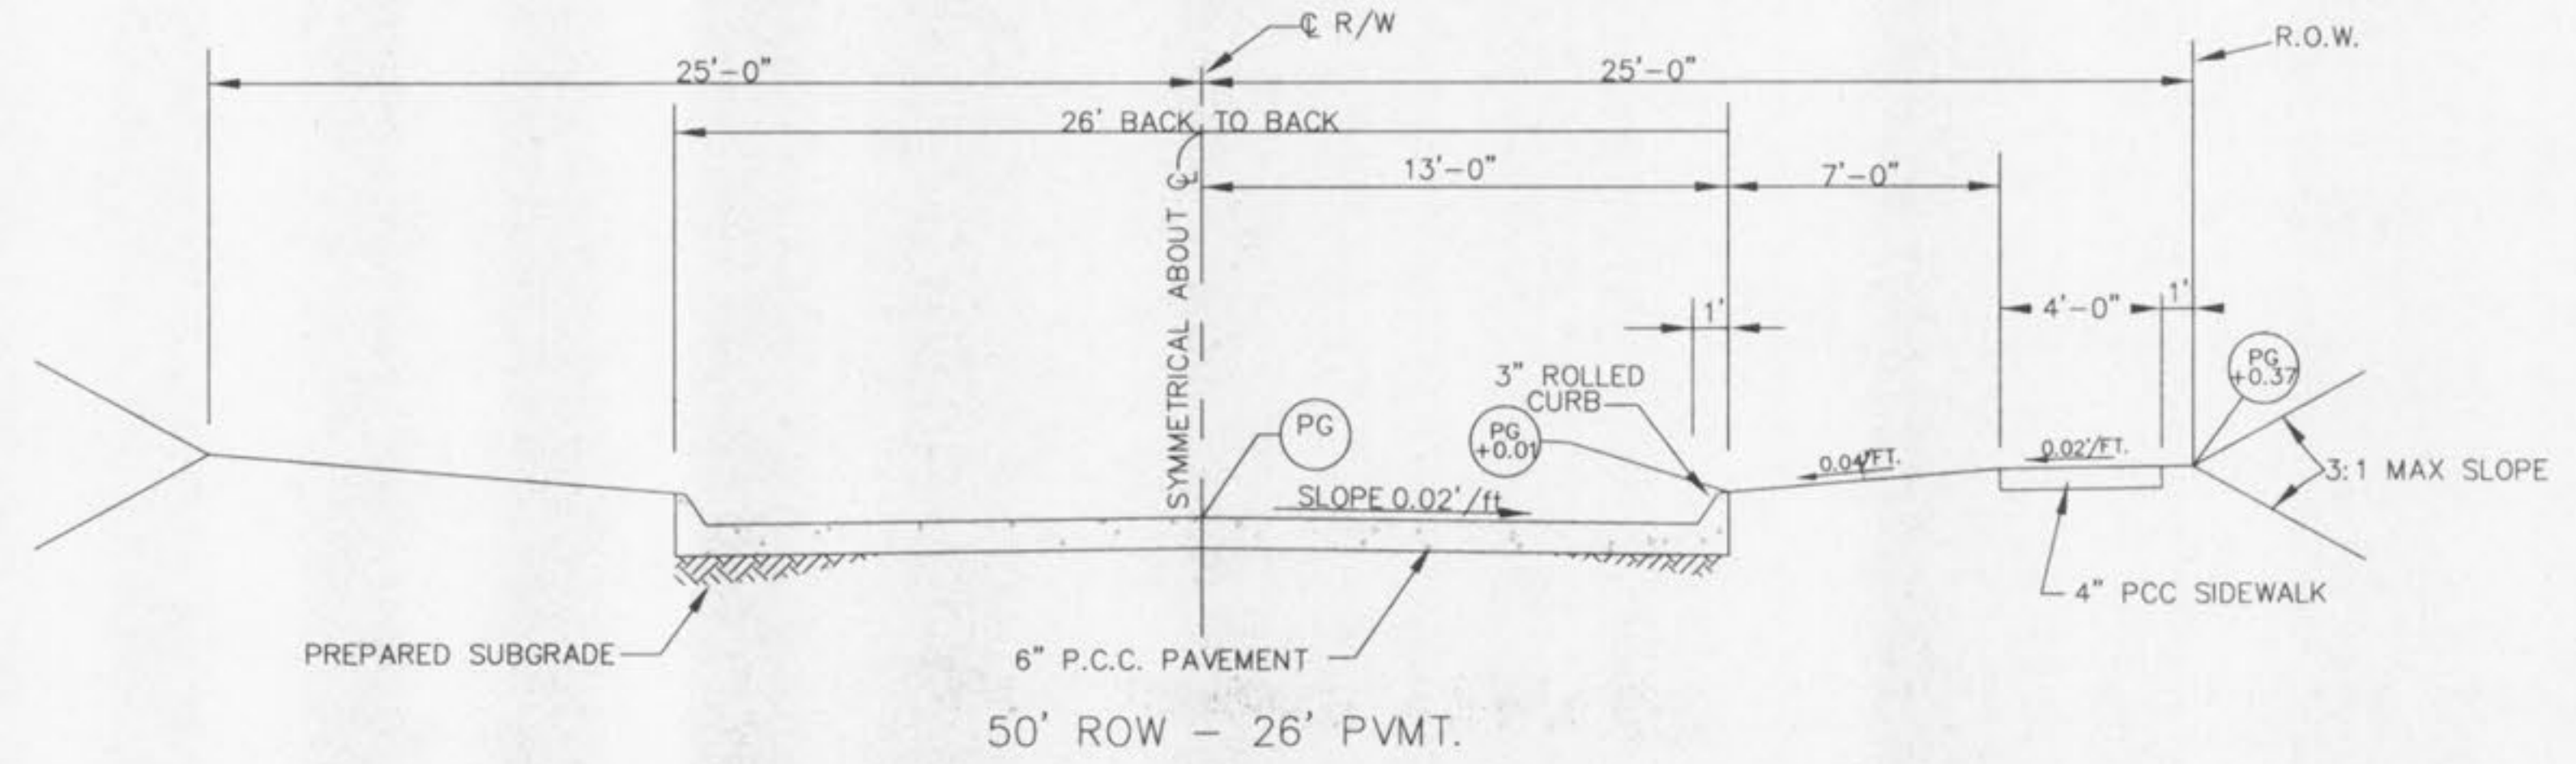 ℄ R/W
R.O.W.
25'-0"
25'-0"
26' BACK TO BACK
13'-0"
7'-0"
SYMMETRICAL ABOUT ℄
1'
4'-0"
1'
3" ROLLED
CURB
PG
+0.37
PG
PG
+0.01
0.04'/FT.
0.02'/FT.
3:1 MAX SLOPE
SLOPE 0.02'/ft
4" PCC SIDEWALK
PREPARED SUBGRADE
6" P.C.C. PAVEMENT
50' ROW – 26' PVMT.